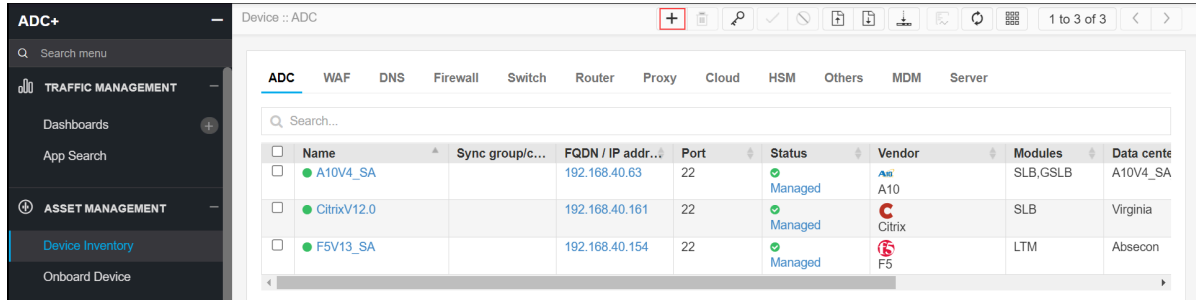 ADC+
Device :: ADC
1 to 3 of 3
Search menu
TRAFFIC MANAGEMENT
Dashboards
App Search
ASSET MANAGEMENT
Device Inventory
Onboard Device
ADC WAF DNS Firewall Switch Router Proxy Cloud HSM Others MDM Server
Search...
Name Sync group/c... FQDN / IP addr... Port Status Vendor Modules Data cente
A10V4_SA 192.168.40.63 22 Managed A10 A10 SLB,GSLB A10V4_SA
CitrixV12.0 192.168.40.161 22 Managed Citrix SLB Virginia
F5V13_SA 192.168.40.154 22 Managed F5 F5 LTM Absecon